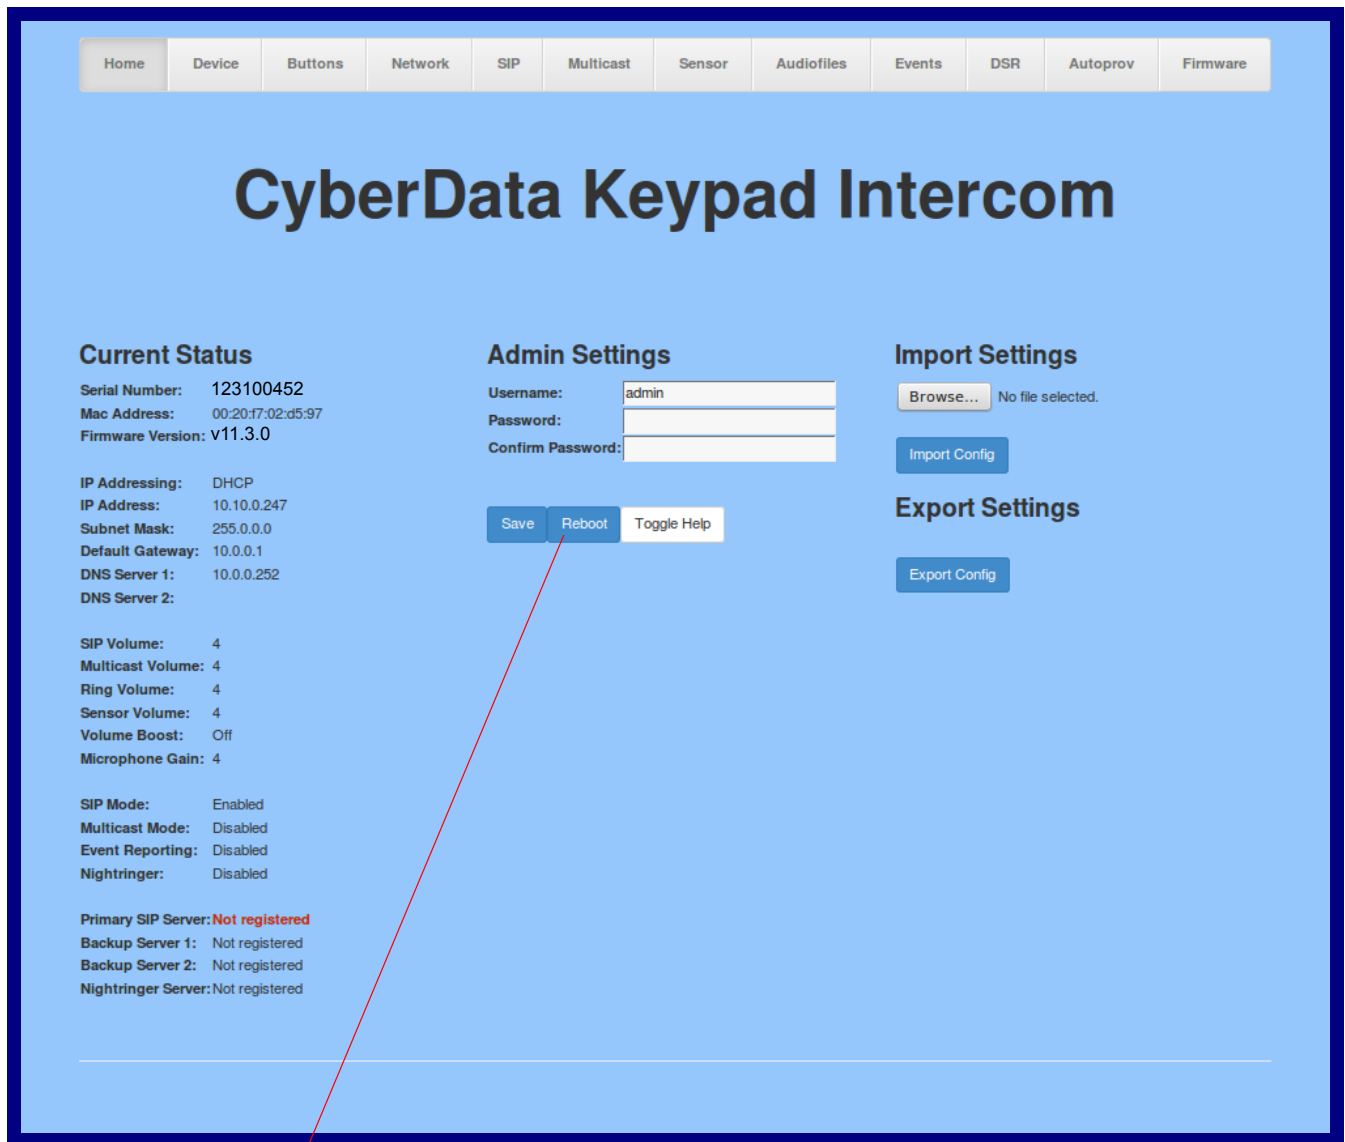 Home Device Buttons Network SIP Multicast Sensor Audiofiles Events DSR Autoprov Firmware
CyberData Keypad Intercom
Current Status
Serial Number: 123100452
Mac Address: 00:20:f7:02:d5:97
Firmware Version: v11.3.0
IP Addressing: DHCP
IP Address: 10.10.0.247
Subnet Mask: 255.0.0.0
Default Gateway: 10.0.0.1
DNS Server 1: 10.0.0.252
DNS Server 2:
SIP Volume: 4
Multicast Volume: 4
Ring Volume: 4
Sensor Volume: 4
Volume Boost: Off
Microphone Gain: 4
SIP Mode: Enabled
Multicast Mode: Disabled
Event Reporting: Disabled
Nightringer: Disabled
Primary SIP Server: Not registered
Backup Server 1: Not registered
Backup Server 2: Not registered
Nightringer Server: Not registered
Admin Settings
Username: admin
Password:
Confirm Password:
Save Reboot Toggle Help
Import Settings
Browse... No file selected.
Import Config
Export Settings
Export Config